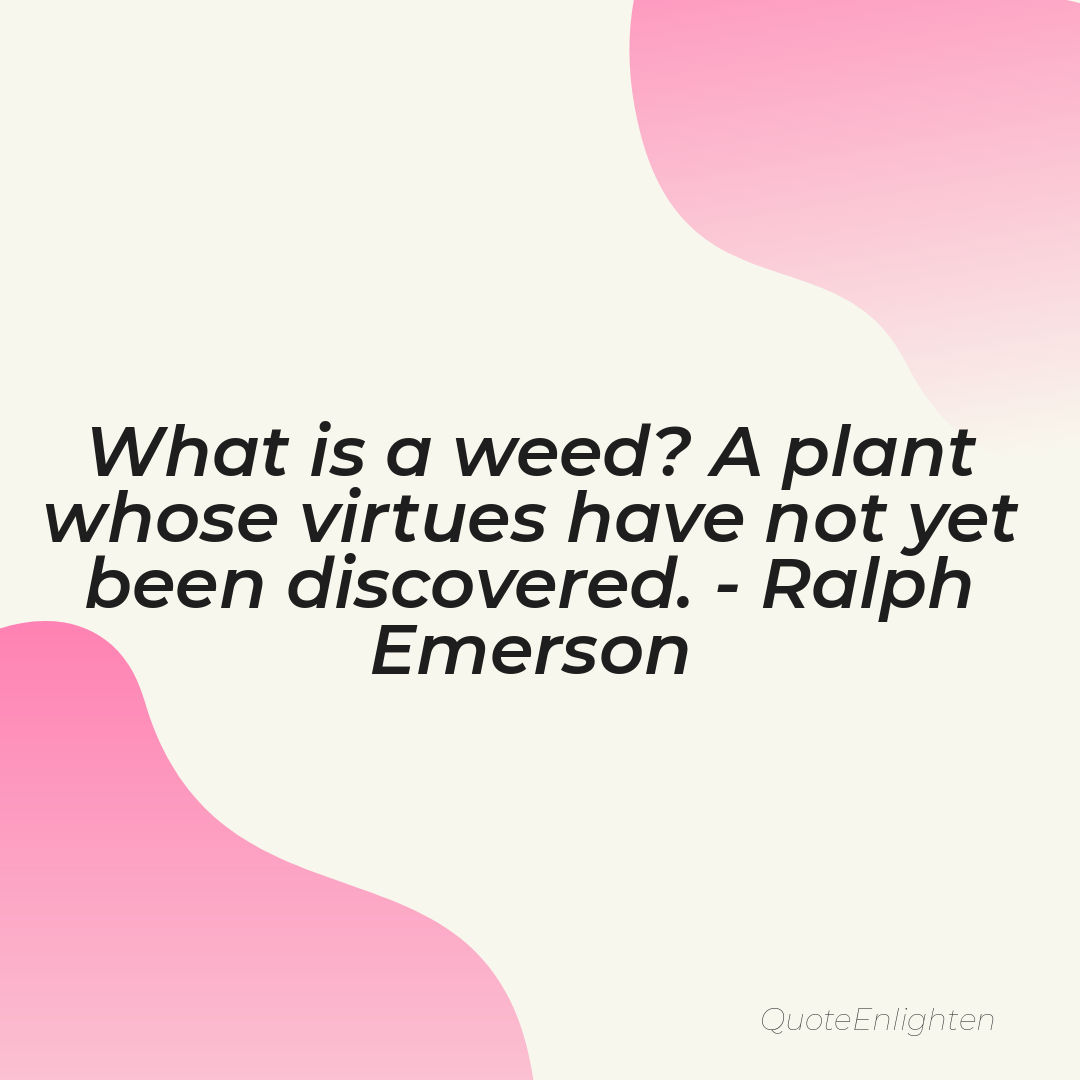 What is a weed? A plant
whose virtues have not yet
been discovered. - Ralph
Emerson
QuoteEnlighten